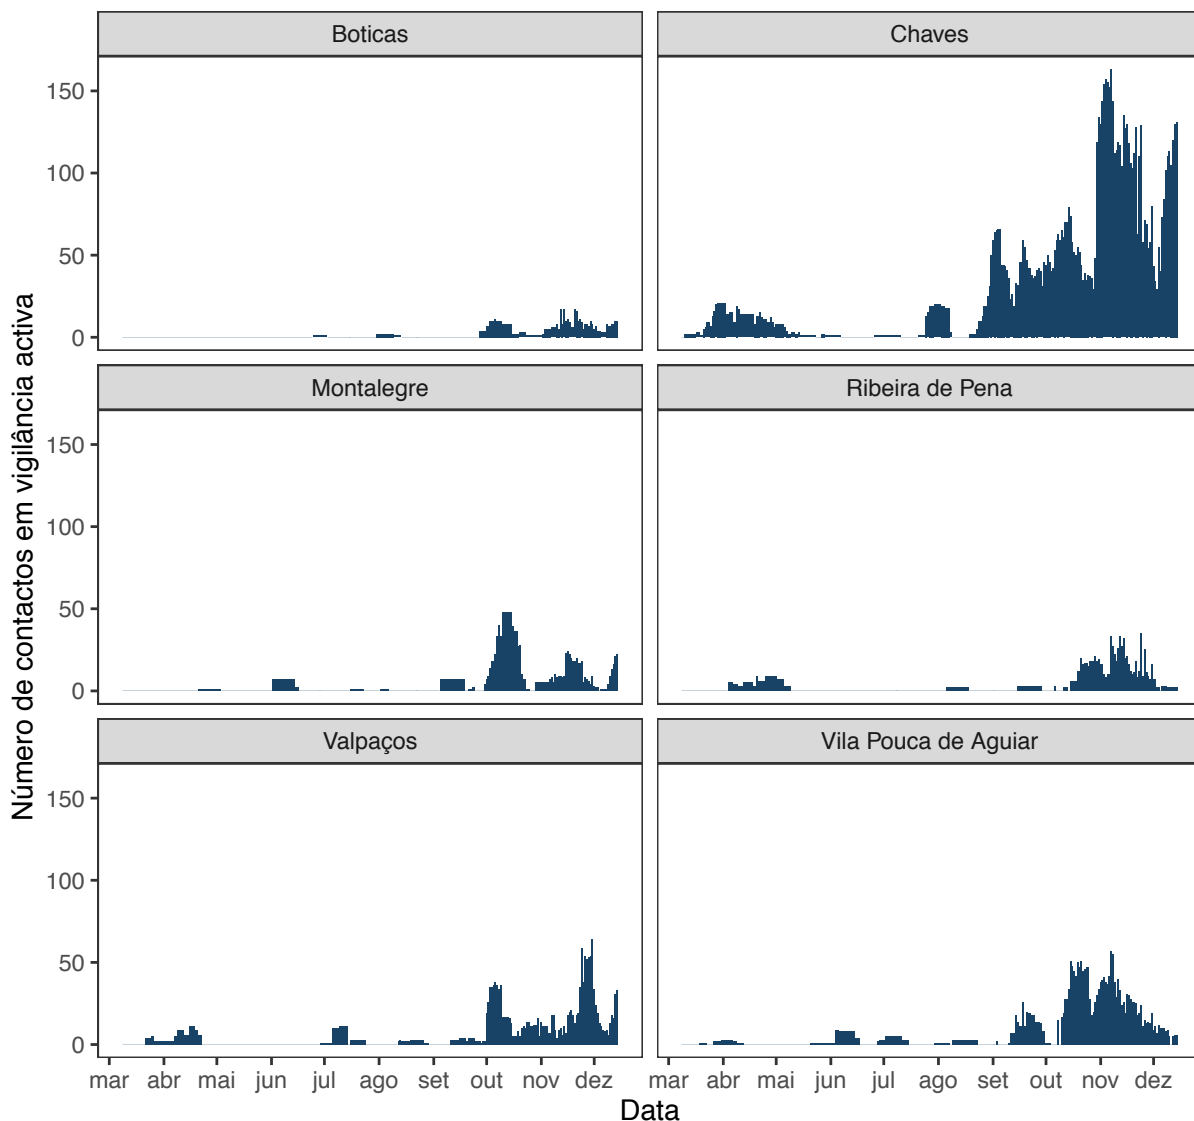 Boticas
Chaves
150
100
50
0
Montalegre
Ribeira de Pena
150
100
50
0
Valpaços
Vila Pouca de Aguiar
150
100
50
0
mar abr mai jun jul ago set out nov dez
mar abr mai jun jul ago set out nov dez
Data
Número de contactos em vigilância activa